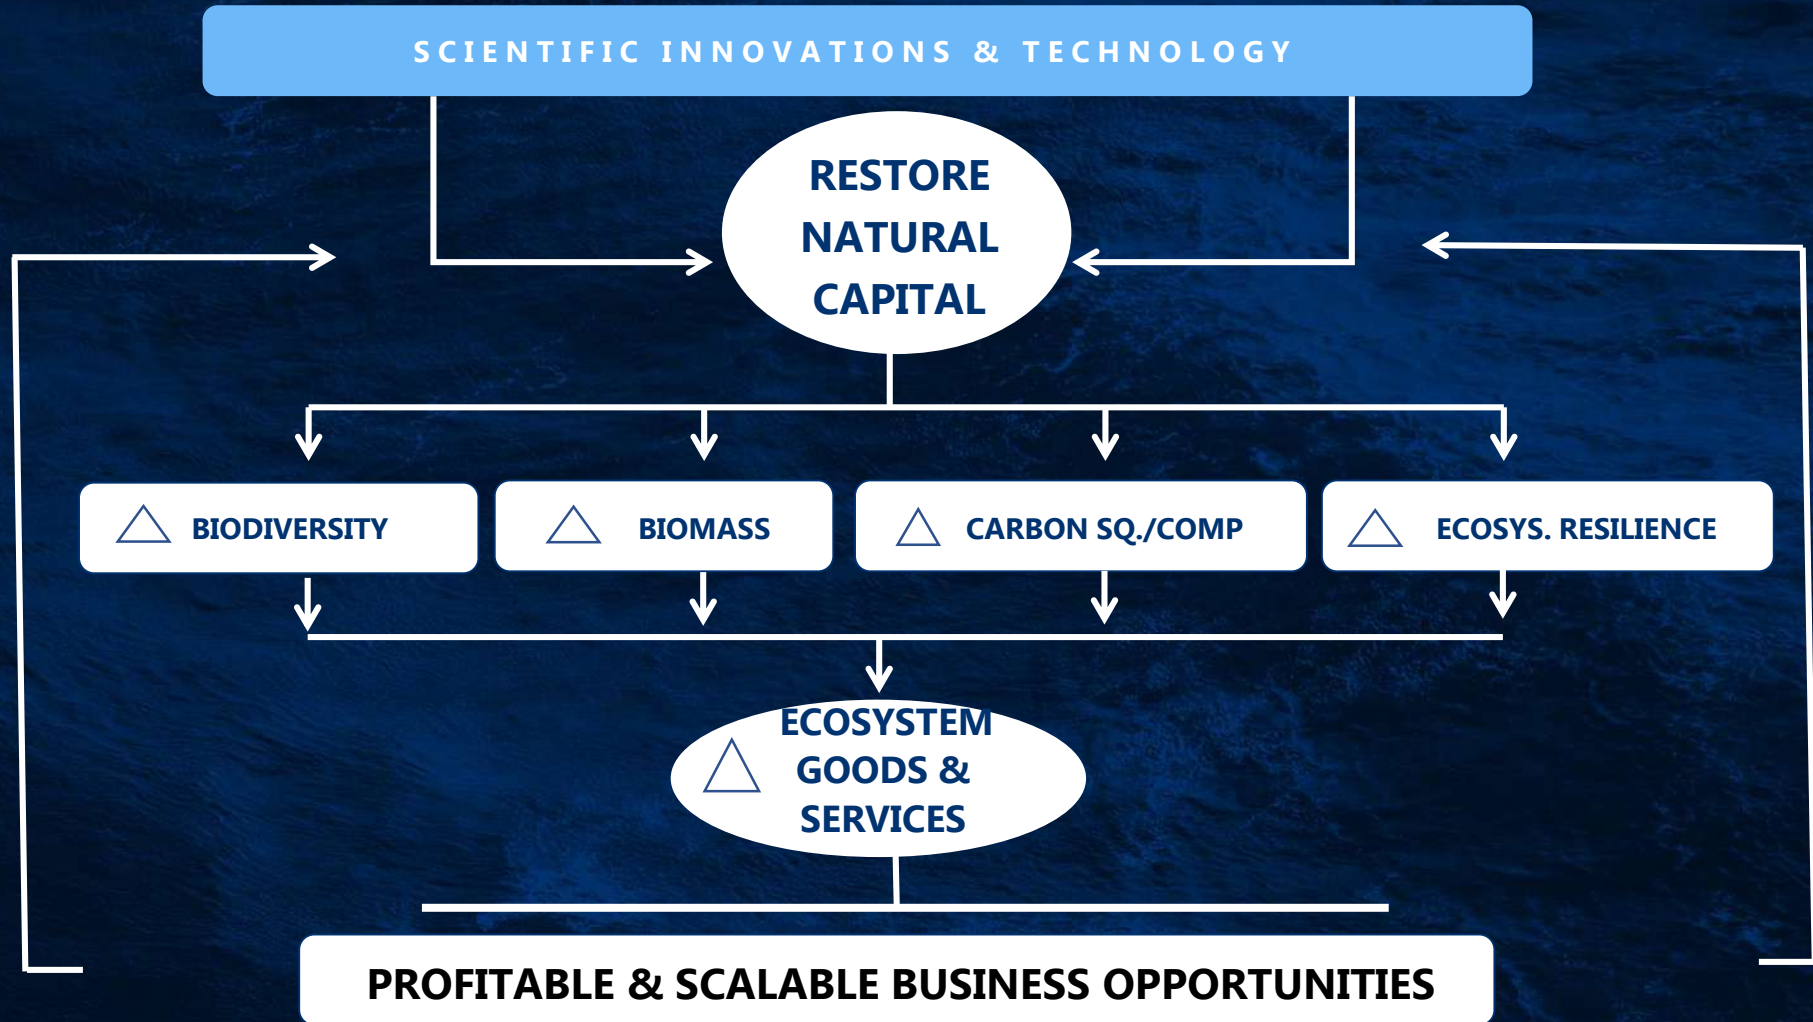 SCIENTIFIC INNOVATIONS & TECHNOLOGY
RESTORE
NATURAL
CAPITAL
BIODIVERSITY
BIOMASS
CARBON SQ./COMP
ECOSYS. RESILIENCE
ECOSYSTEM
GOODS &
SERVICES
PROFITABLE & SCALABLE BUSINESS OPPORTUNITIES